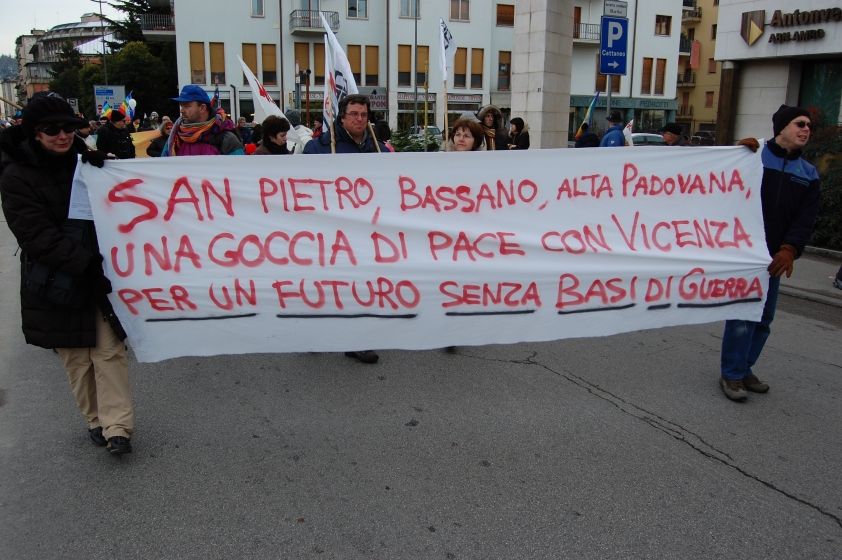 Antonve
P
Cattaneo
SAN PIETRO, BASSANO, ALTA PADOVANA,
UNA GOCCIA DI PACE CON VICENZA
PER UN FUTURO SENZA BASI DI GUERRA